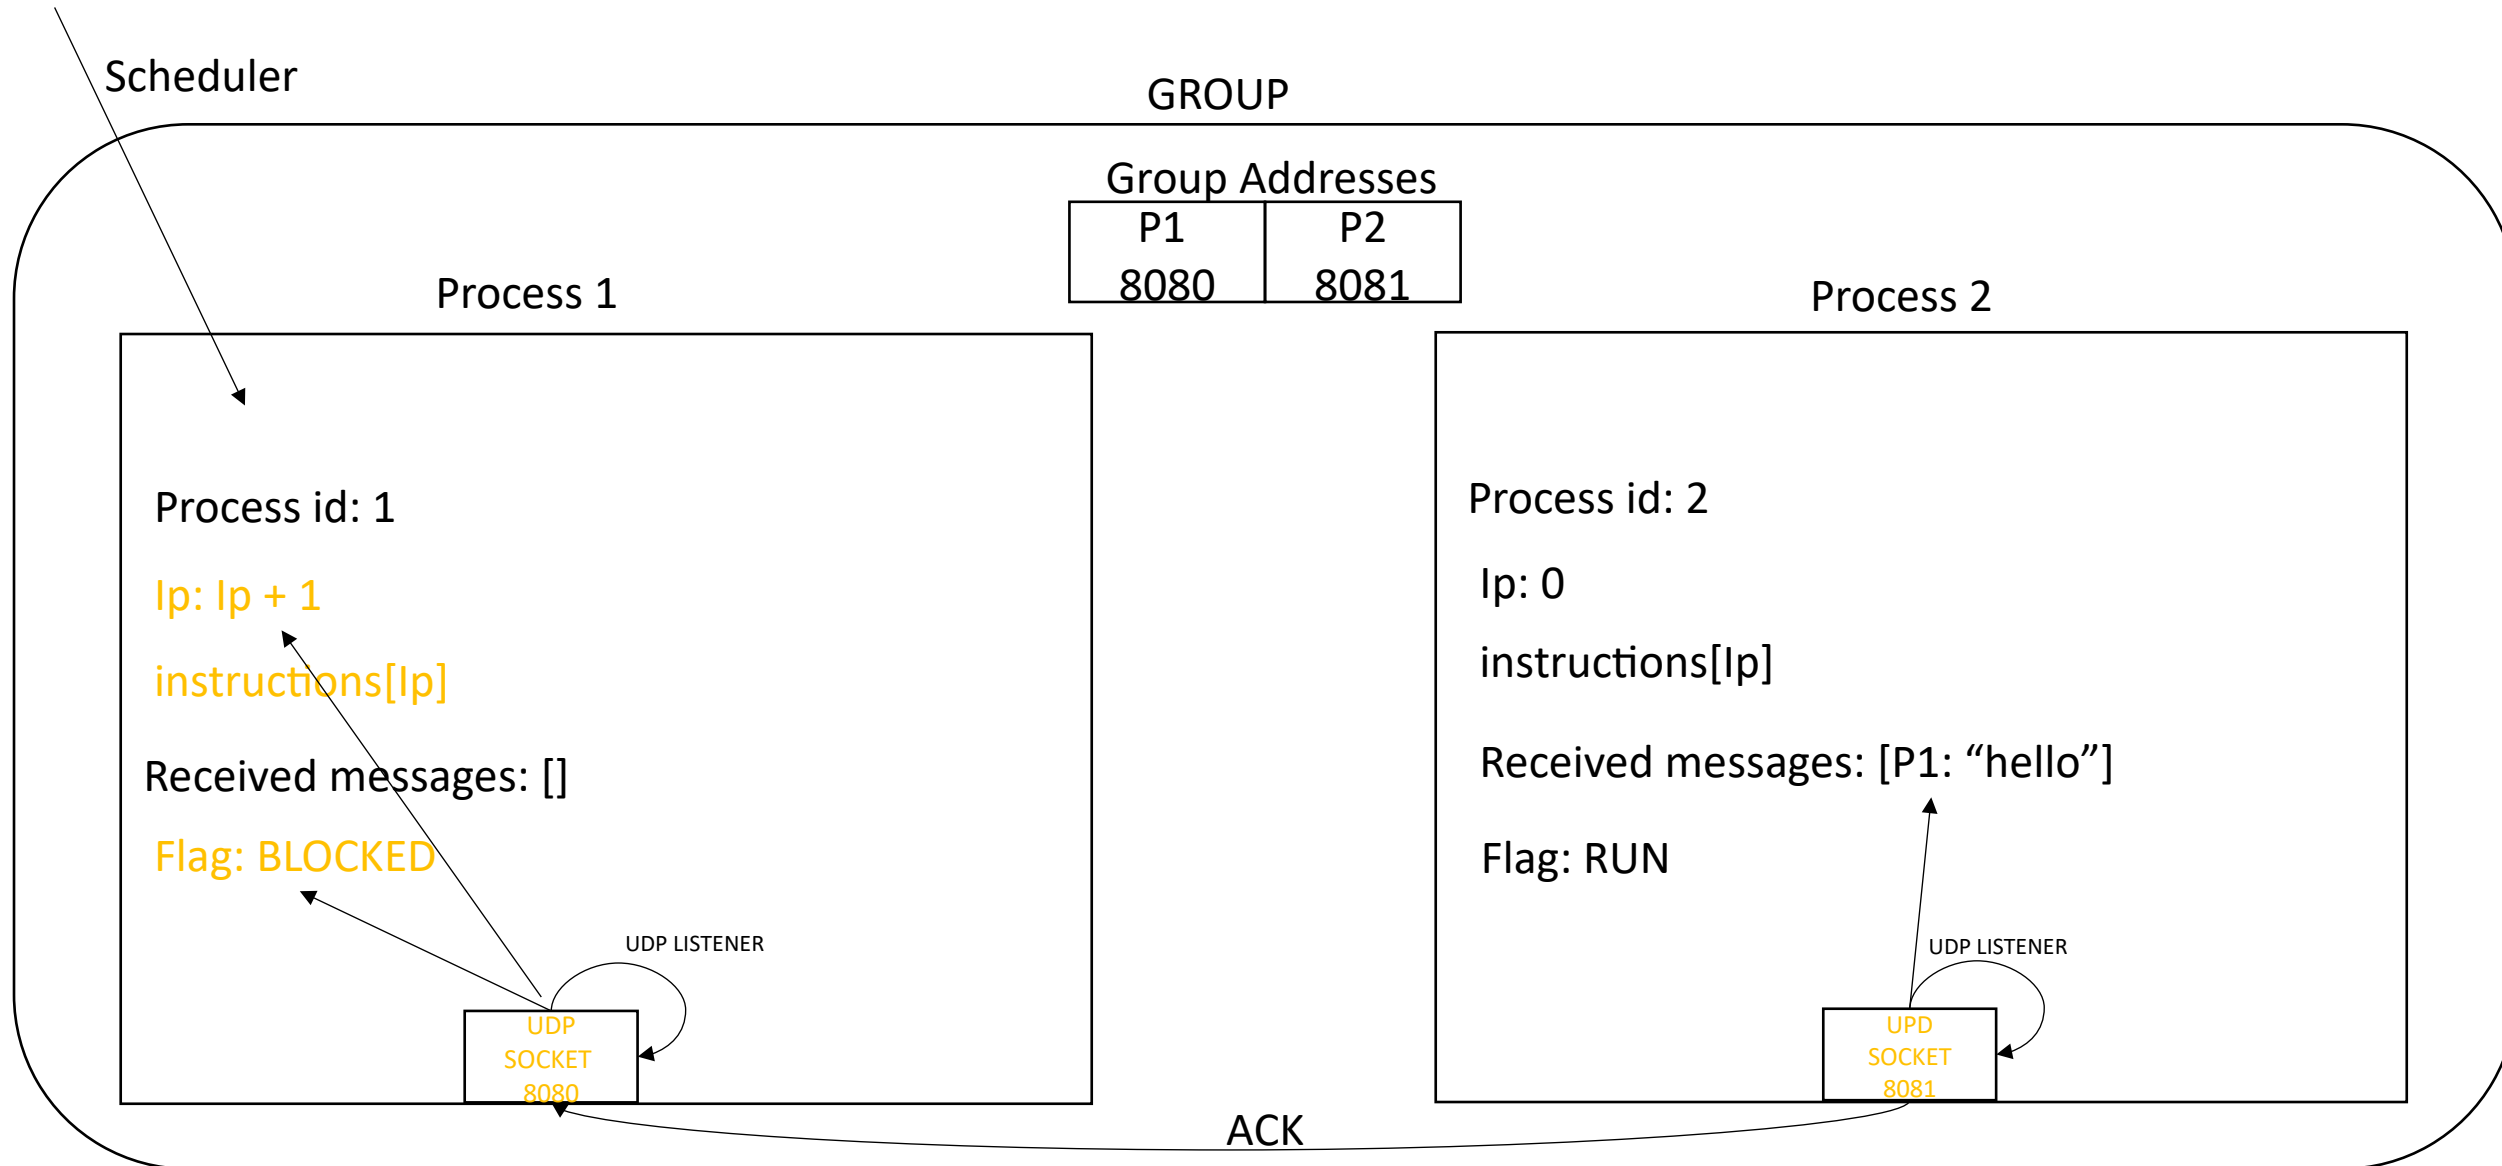 Scheduler
GROUP
Group Addresses
P1
P2
8080
8081
Process 1
Process 2
Process id: 1
Ip: Ip + 1
instructions[Ip]
Received messages: []
Flag: BLOCKED
UDP LISTENER
UDP
SOCKET
8080
Process id: 2
Ip: 0
instructions[Ip]
Received messages: [P1: “hello”]
Flag: RUN
UDP LISTENER
UPD
SOCKET
8081
ACK